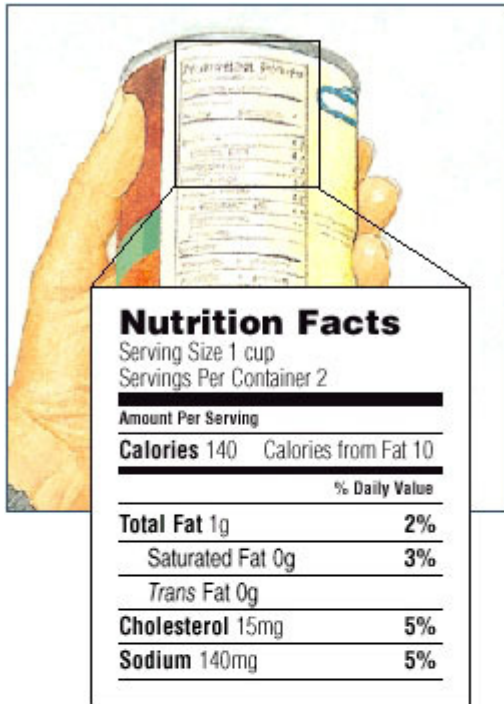 Nutrition Facts
Serving Size 1 cup
Servings Per Container 2
Amount Per Serving
Calories 140 Calories from Fat 10
% Daily Value
Total Fat 1g 2%
Saturated Fat 0g 3%
Trans Fat 0g
Cholesterol 15mg 5%
Sodium 140mg 5%